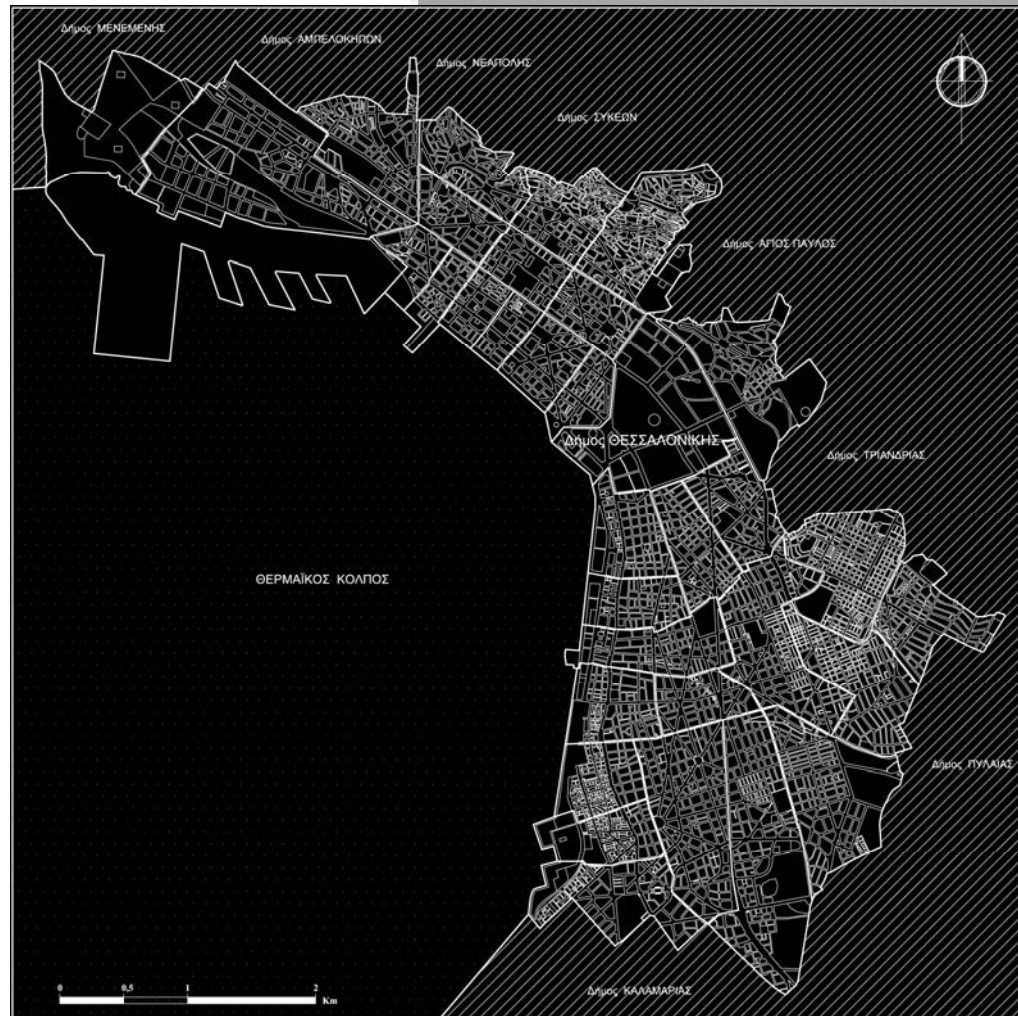 Δήμος ΜΕΝΕΜΕΝΗΣ
Δήμος ΑΜΠΕΛΟΚΗΠΩΝ
Δήμος ΝΕΑΠΟΛΗΣ
Δήμος ΣΥΚΕΩΝ
Δήμος ΑΓΙΟΣ ΠΑΥΛΟΣ
Δήμος ΘΕΣΣΑΛΟΝΙΚΗΣ
Δήμος ΤΡΙΑΝΔΡΙΑΣ
ΘΕΡΜΑΪΚΟΣ ΚΟΛΠΟΣ
Δήμος ΠΥΛΑΙΑΣ
Δήμος ΚΑΛΑΜΑΡΙΑΣ
0 0,5 1 2
Km